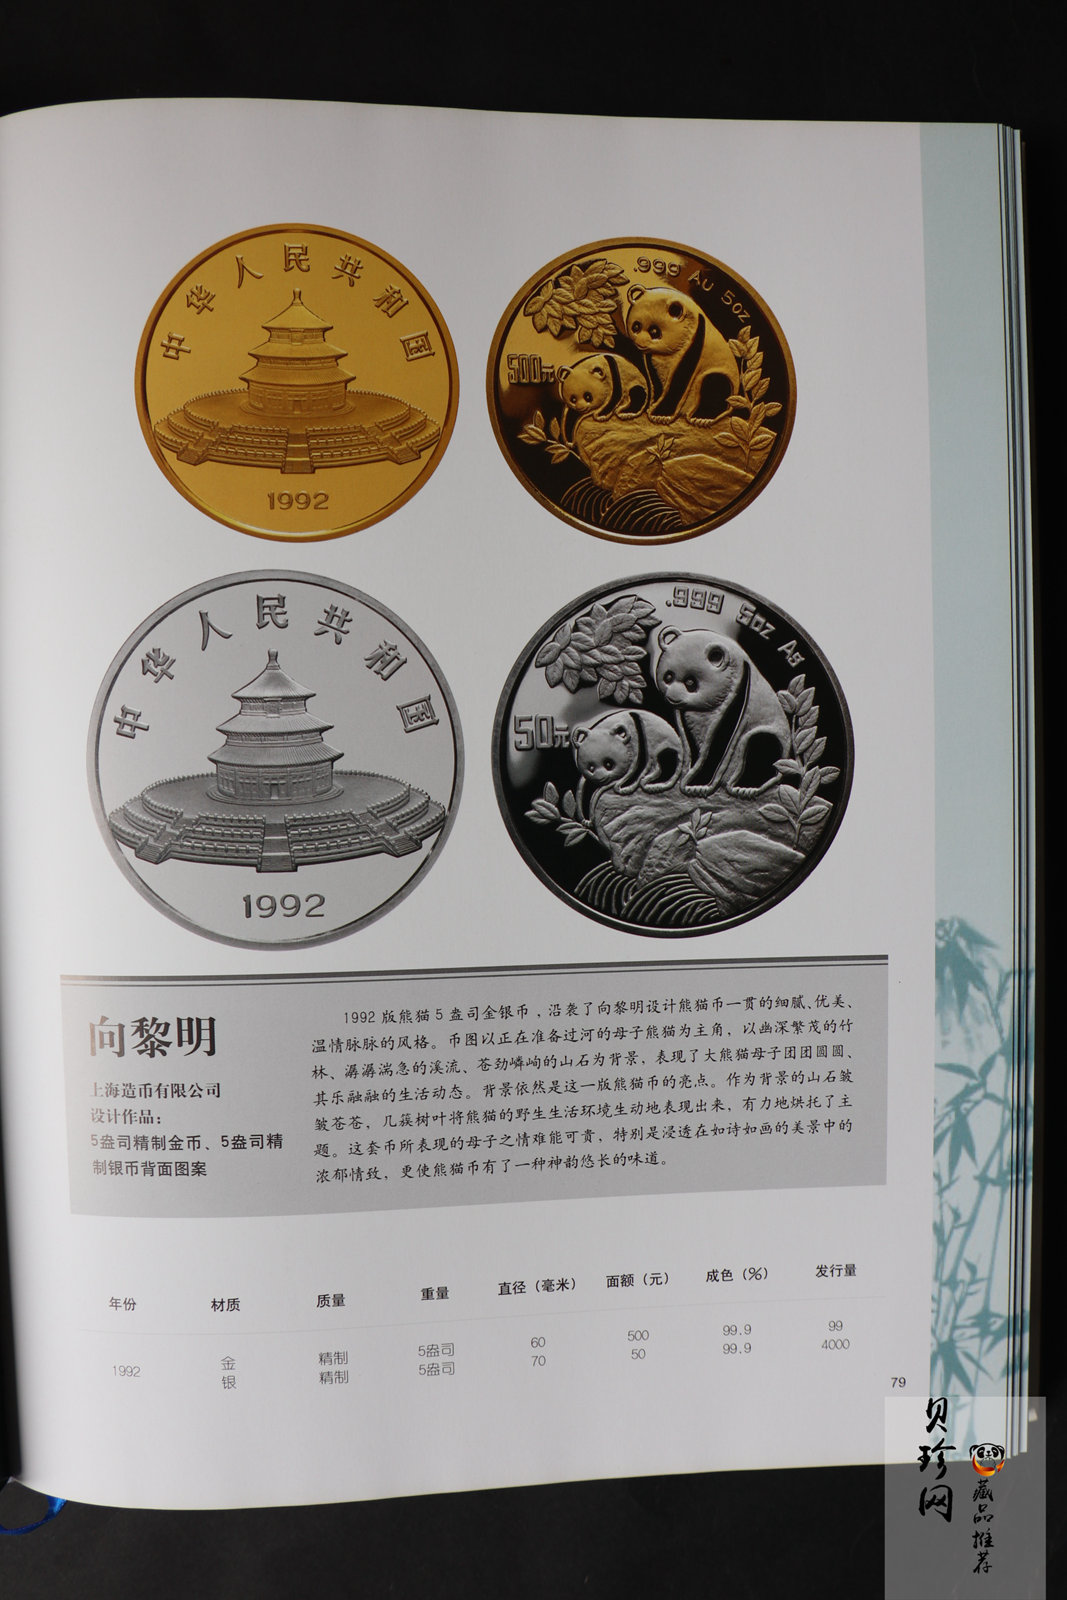 中华人民共和国
1992
.999 Au 5oz
500元
中华人民共和国
1992
.999 5oz Ag
50元
向黎明
上海造币有限公司
设计作品：
5盎司精制金币、5盎司精
制银币背面图案
1992版熊猫5盎司金银币，沿袭了向黎明设计熊猫币一贯的细腻、优美、
温情脉脉的风格。币图以正在准备过河的母子熊猫为主角，以幽深繁茂的竹
林、潺潺湍急的溪流、苍劲嶙峋的山石为背景，表现了大熊猫母子团团圆圆、
其乐融融的生活动态。背景依然是这一版熊猫币的亮点。作为背景的山石皴
皴苍苍，几簇树叶将熊猫的野生生活环境生动地表现出来，有力地烘托了主
题。这套币所表现的母子之情难能可贵，特别是浸透在如诗如画的美景中的
浓郁情致，更使熊猫币有了一种神韵悠长的味道。
年份 材质 质量 重量 直径（毫米） 面额（元） 成色（%） 发行量
1992 金 精制 5盎司 60 500 99.9 99
银 精制 5盎司 70 50 99.9 4000
79
贝珍网
藏品推荐